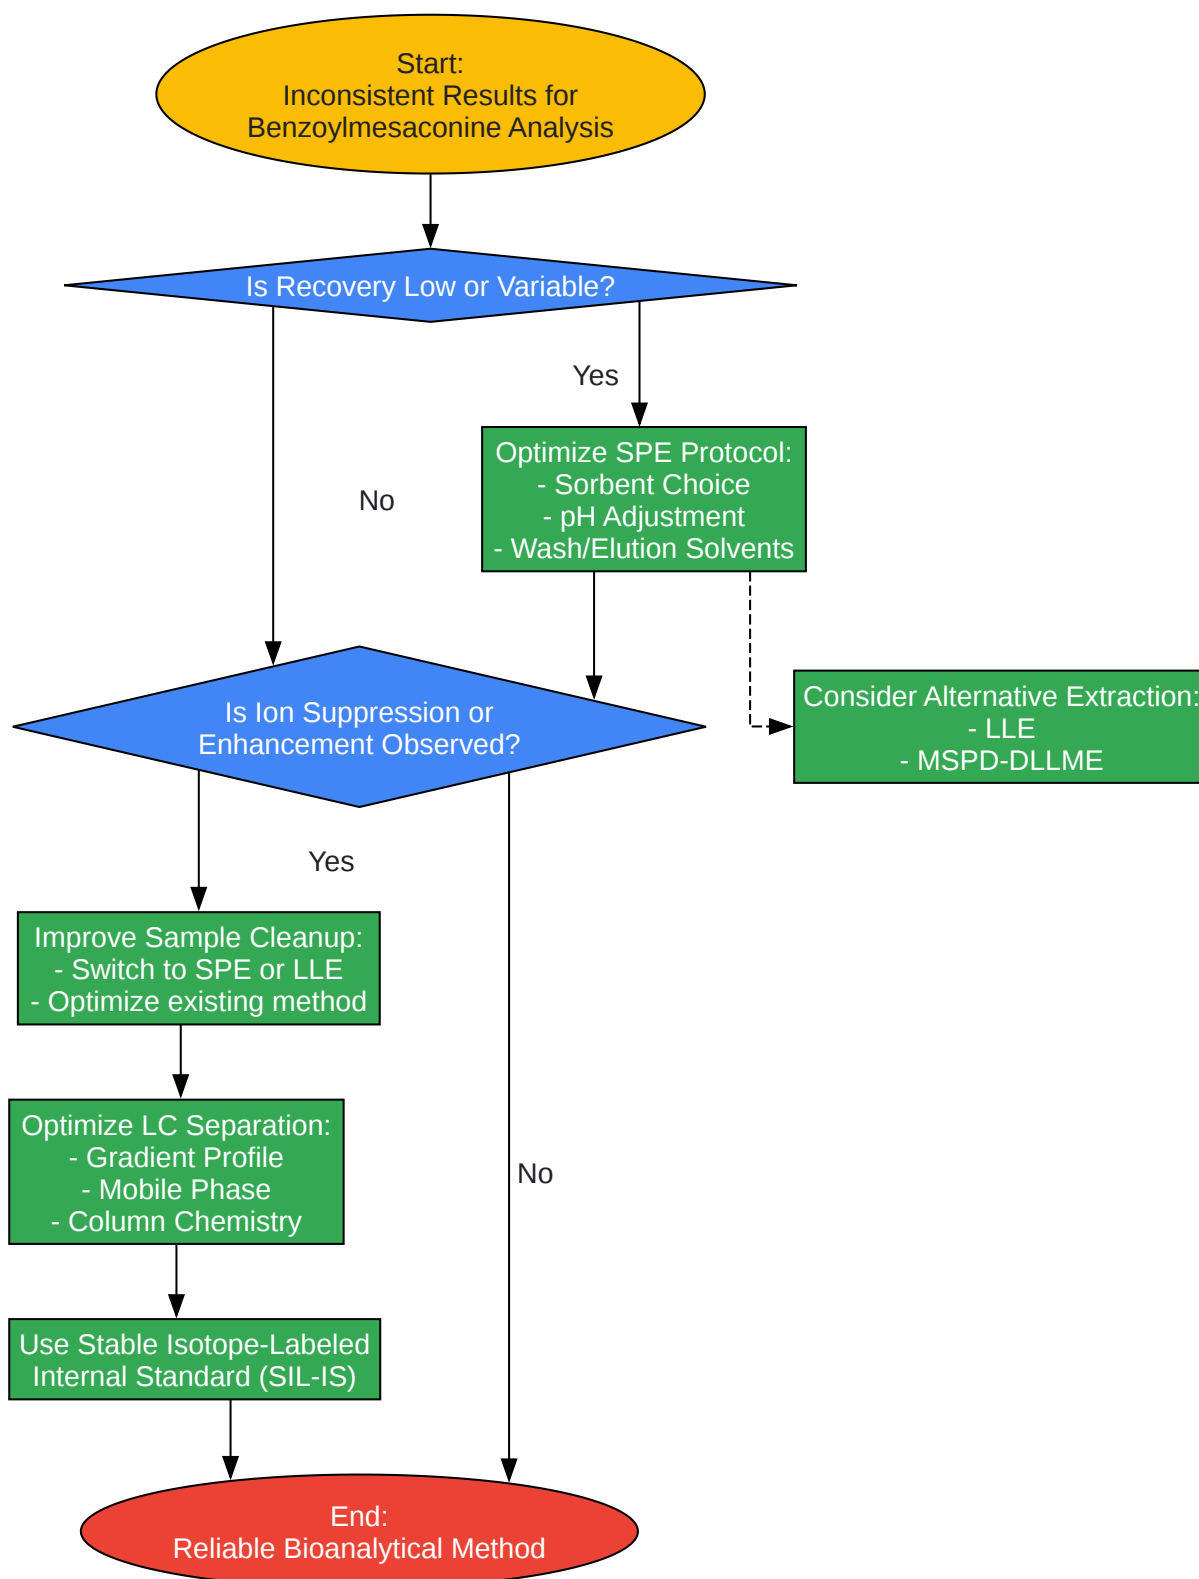 Start:
Inconsistent Results for
Benzoylmesaconine Analysis
Is Recovery Low or Variable?
Yes
Optimize SPE Protocol:
- Sorbent Choice
- pH Adjustment
- Wash/Elution Solvents
No
Is Ion Suppression or
Enhancement Observed?
Consider Alternative Extraction:
- LLE
- MSPD-DLLME
Yes
Improve Sample Cleanup:
- Switch to SPE or LLE
- Optimize existing method
Optimize LC Separation:
- Gradient Profile
- Mobile Phase
- Column Chemistry
No
Use Stable Isotope-Labeled
Internal Standard (SIL-IS)
End:
Reliable Bioanalytical Method